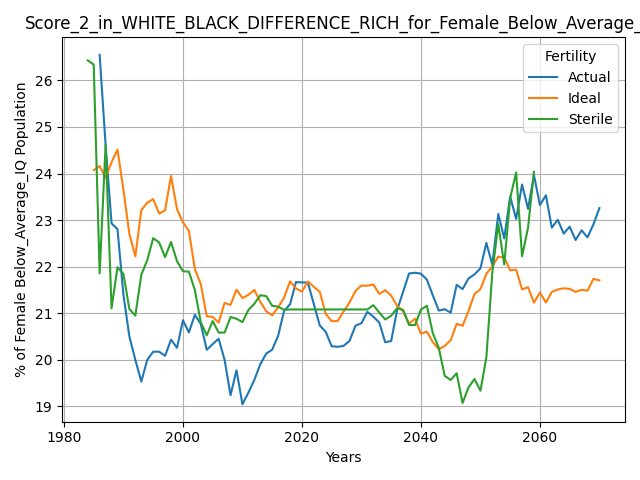 Score_2_in_WHITE_BLACK_DIFFERENCE_RICH_for_Female_Below_Average_
Fertility
Actual
Ideal
Sterile
% of Female Below_Average_IQ Population
26
25
24
23
22
21
20
19
1980
2000
2020
2040
2060
Years